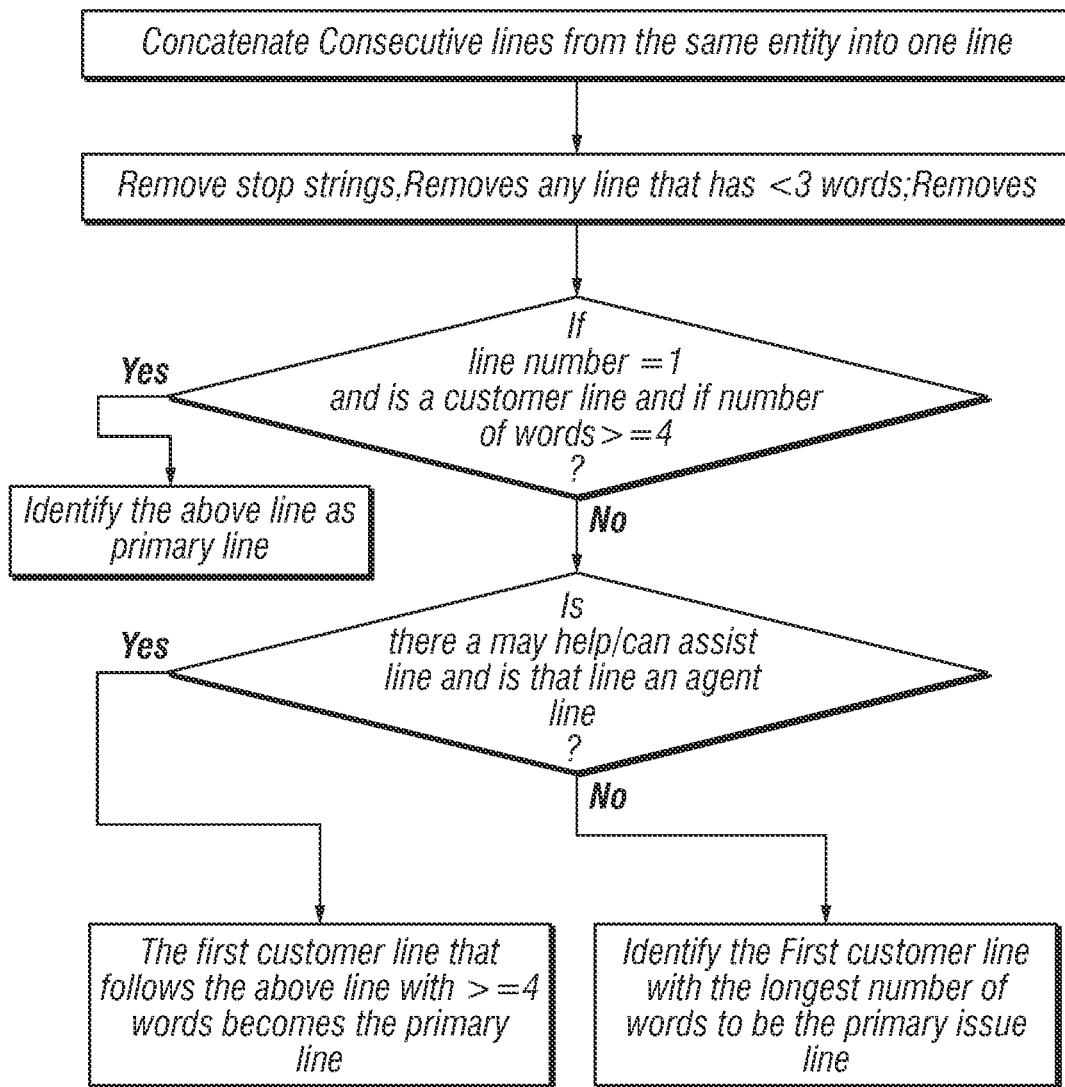 Concatenate Consecutive lines from the same entity into one line
Remove stop strings,Removes any line that has <3 words;Removes
If
line number =1
and is a customer line and if number
of words>=4
?
Yes
No
Identify the above line as
primary line
Is
there a may help/can assist
line and is that line an agent
line
?
Yes
No
The first customer line that
follows the above line with >=4
words becomes the primary
line
Identify the First customer line
with the longest number of
words to be the primary issue
line